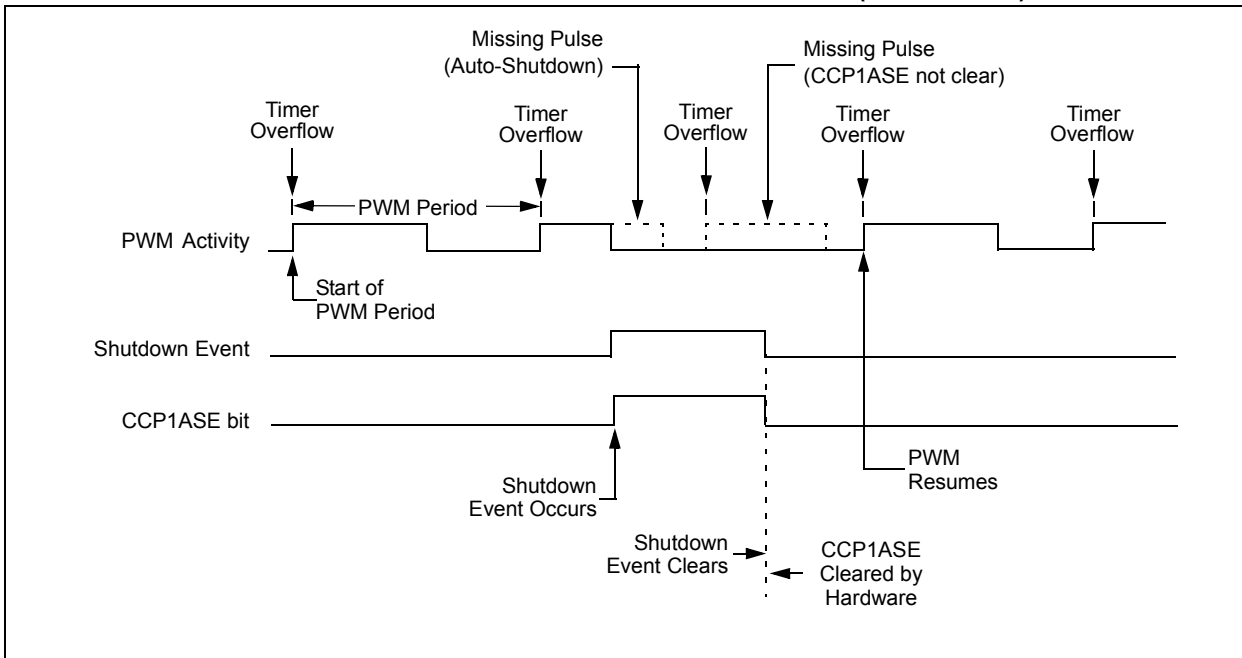 Missing Pulse
(Auto-Shutdown)
Missing Pulse
(CCP1ASE not clear)
Timer
Overflow
Timer
Overflow
Timer
Overflow
Timer
Overflow
Timer
Overflow
PWM Period
PWM Activity
Start of
PWM Period
Shutdown Event
CCP1ASE bit
Shutdown
Event Occurs
PWM
Resumes
Shutdown
Event Clears
CCP1ASE
Cleared by
Hardware